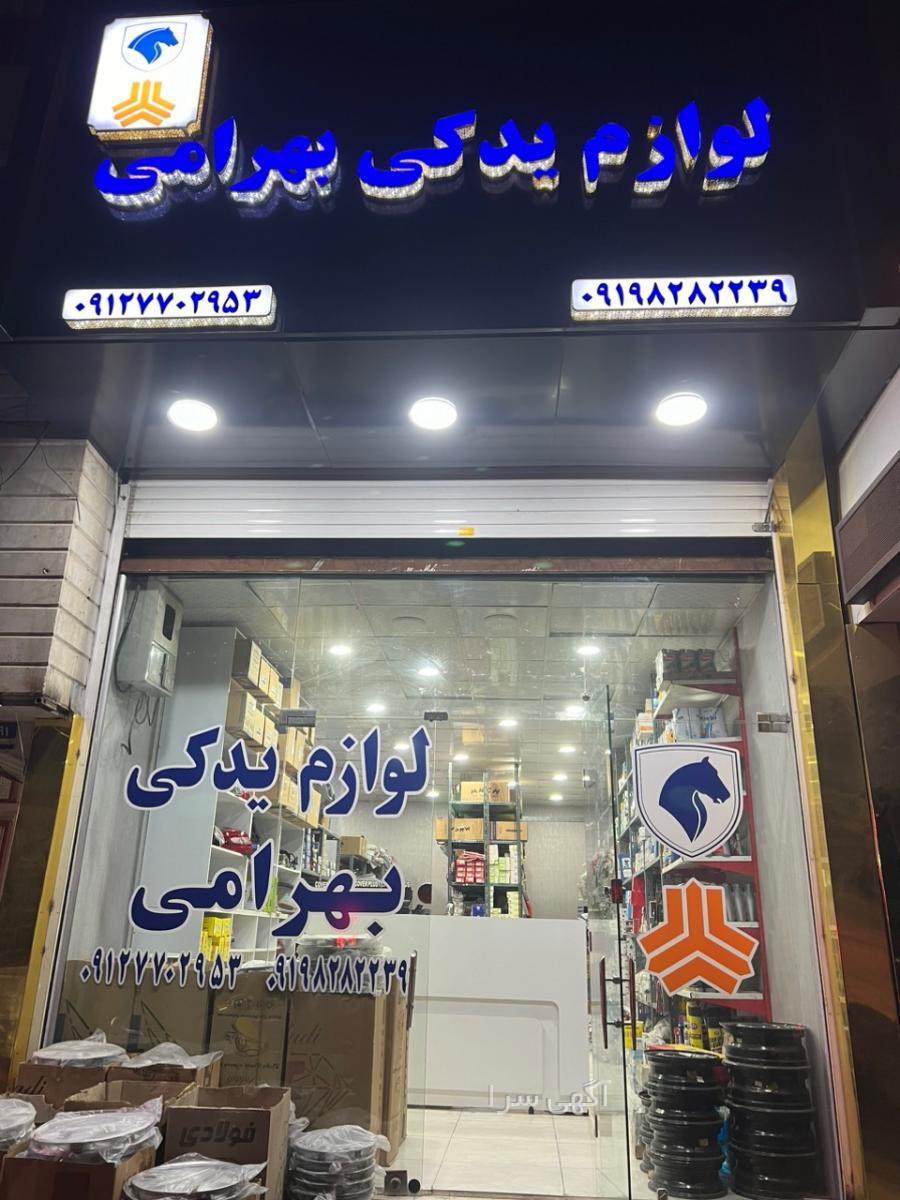 لوازم یدکی بهرامی
۰۹۱۲۷۷۰۲۹۵۳
۰۹۱۹۸۲۸۲۲۳۹
لوازم یدکی
بهرامی
۰۹۱۲۷۷۰۲۹۵۳ ۰۹۱۹۸۲۸۲۲۳۹
آگهی سرا
فولادی